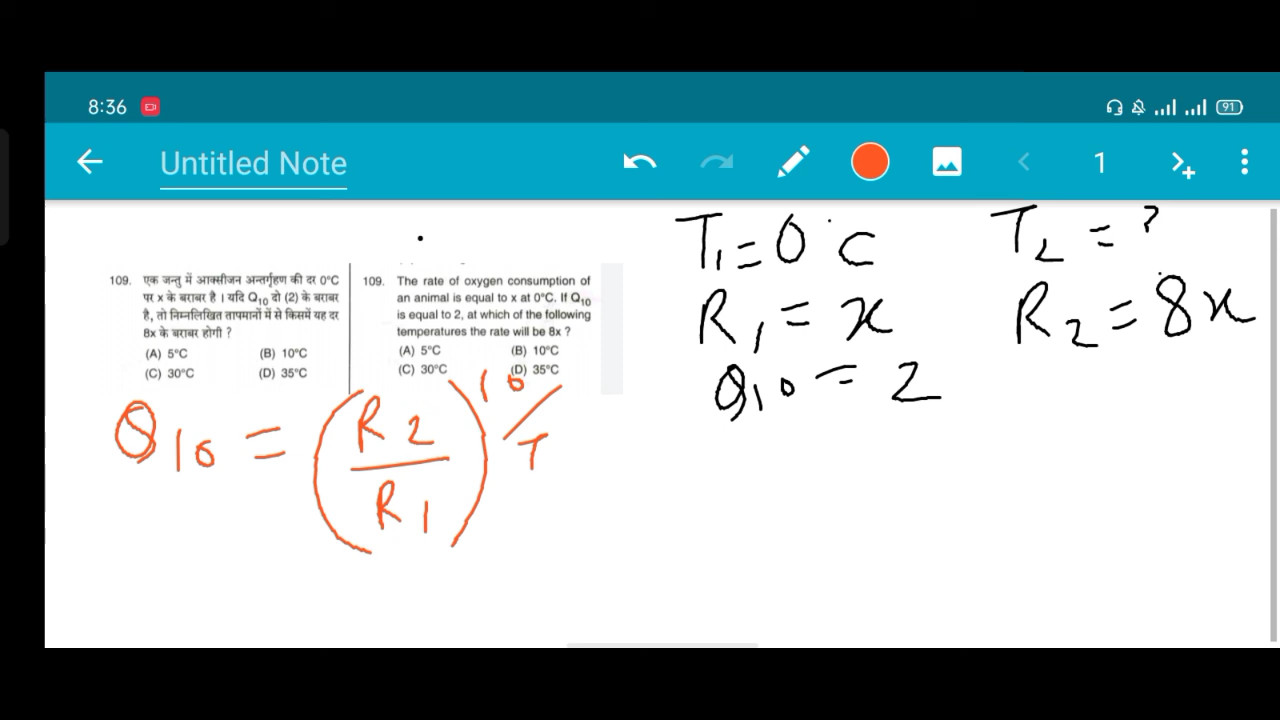 8:36
91
Untitled Note
1
109. एक जन्तु में आक्सीजन अन्तर्ग्रहण की दर 0°C
पर x के बराबर है । यदि Q10 दो (2) के बराबर
है, तो निम्नलिखित तापमानों में से किसमें यह दर
8x के बराबर होगी ?
(A) 5°C (B) 10°C
(C) 30°C (D) 35°C
109. The rate of oxygen consumption of
an animal is equal to x at 0°C. If Q10
is equal to 2, at which of the following
temperatures the rate will be 8x ?
(A) 5°C (B) 10°C
(C) 30°C (D) 35°C
T1 = 0°C T2 = ?
R1 = x R2 = 8x
Q10 = 2
Q10 = (R2/R1)^10/T